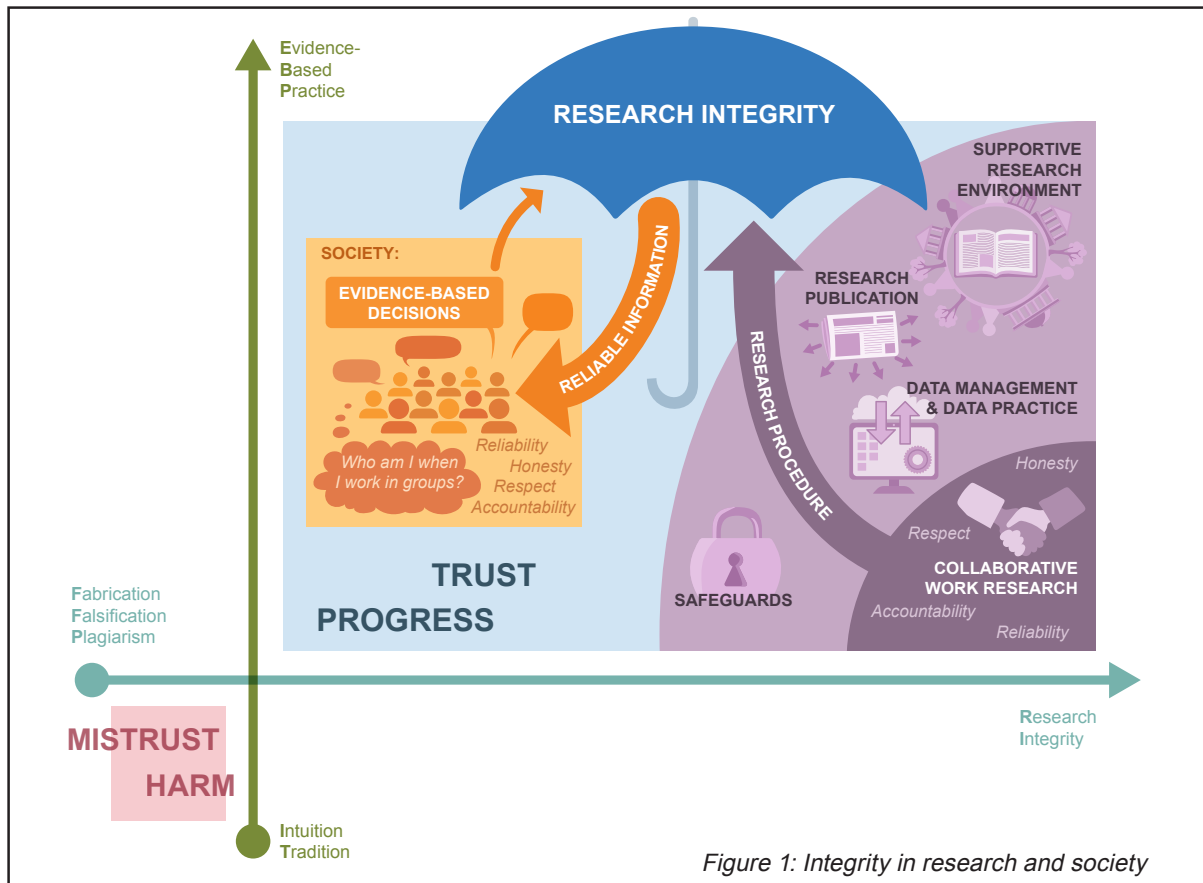 Evidence-
Based
Practice
RESEARCH INTEGRITY
SUPPORTIVE
RESEARCH
ENVIRONMENT
SOCIETY:
EVIDENCE-BASED
DECISIONS
RELIABLE INFORMATION
RESEARCH
PUBLICATION
RESEARCH PROCEDURE
DATA MANAGEMENT
& DATA PRACTICE
Who am I when
I work in groups?
Reliability
Honesty
Respect
Accountability
Honesty
Respect
COLLABORATIVE
WORK RESEARCH
Accountability
Reliability
SAFEGUARDS
TRUST
PROGRESS
Fabrication
Falsification
Plagiarism
Research
Integrity
MISTRUST
HARM
Intuition
Tradition
Figure 1: Integrity in research and society